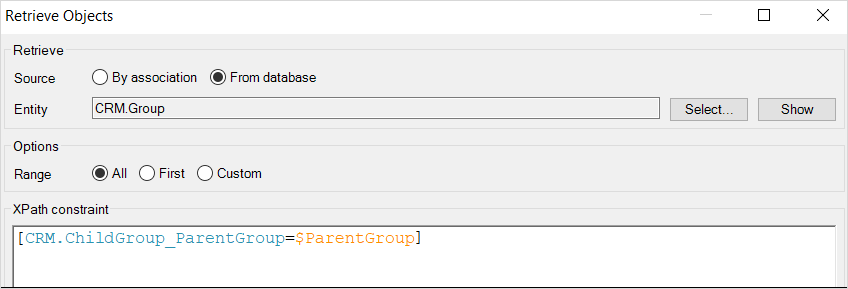 Retrieve Objects
Retrieve
Source By association From database
Entity CRM.Group Select... Show
Options
Range All First Custom
XPath constraint
[CRM.ChildGroup_ParentGroup=$ParentGroup]